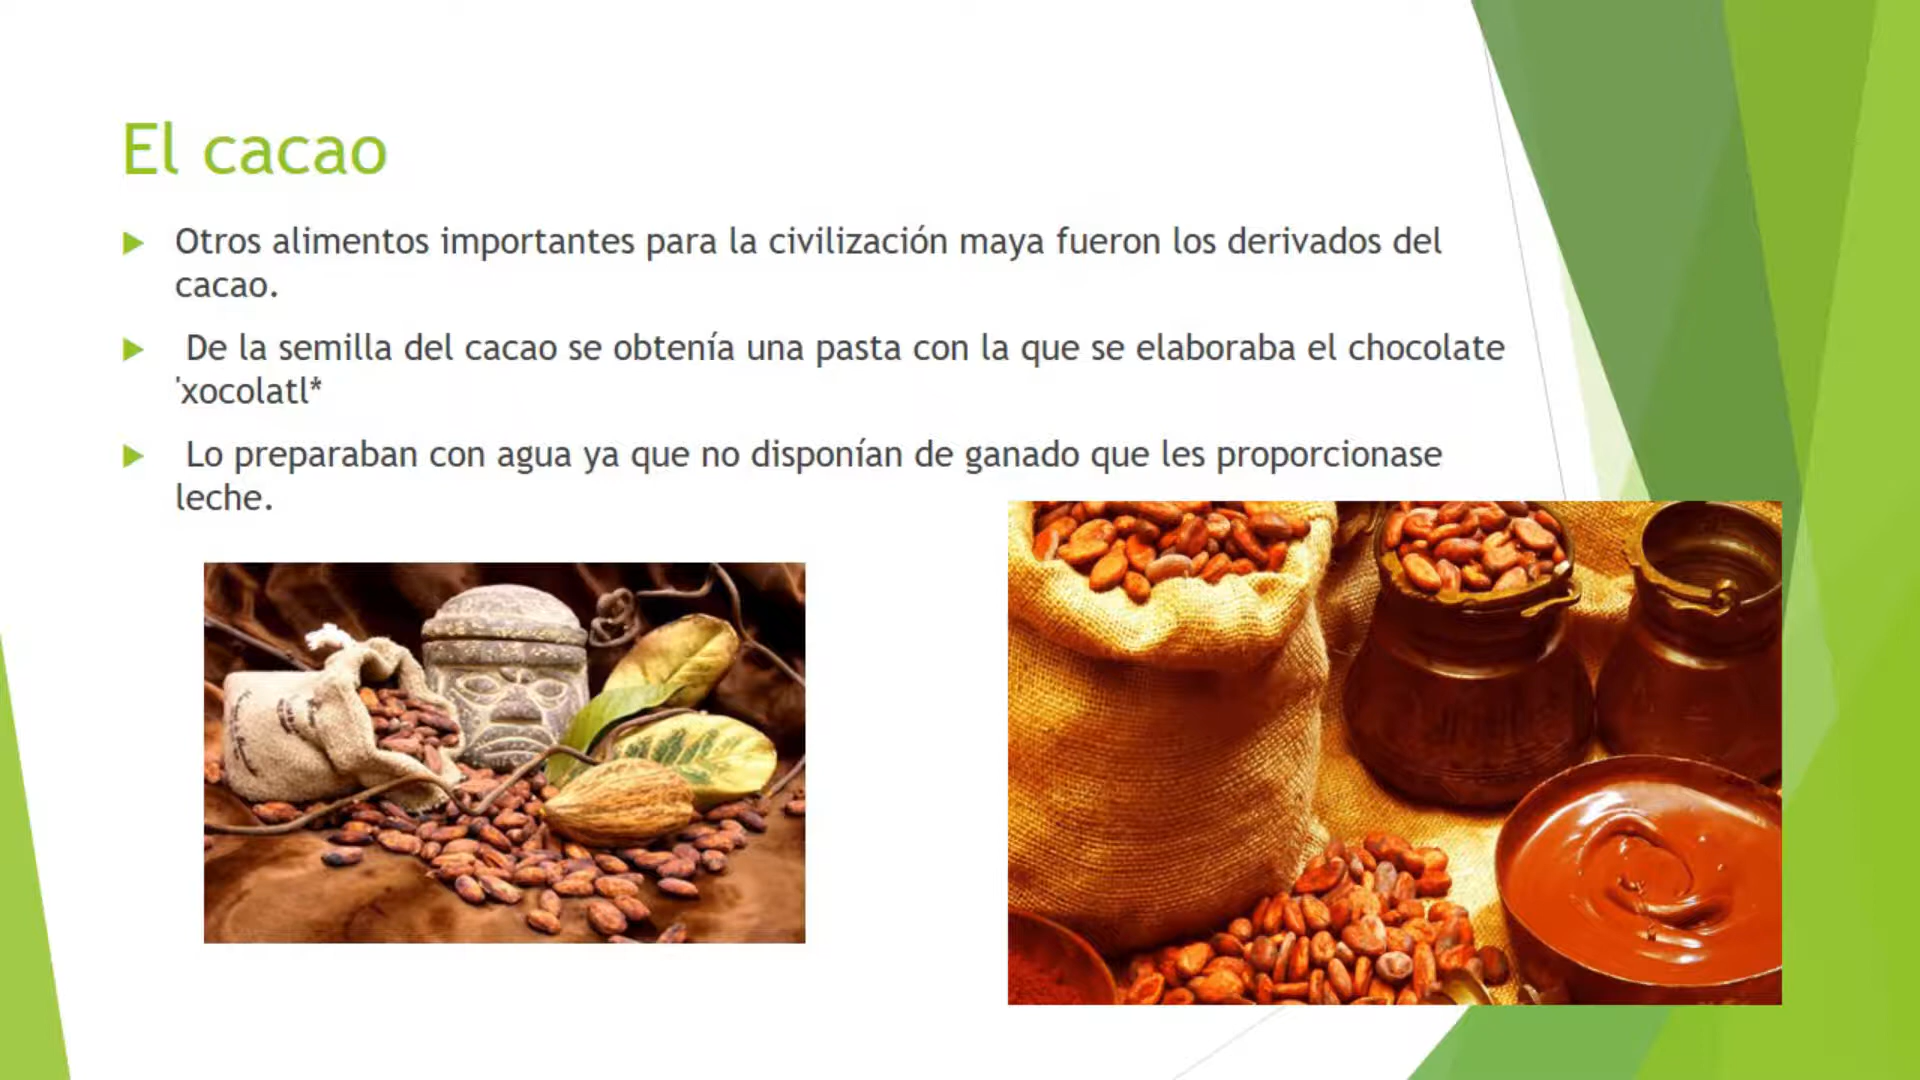 El cacao
Otros alimentos importantes para la civilización maya fueron los derivados del
cacao.
De la semilla del cacao se obtenía una pasta con la que se elaboraba el chocolate
'xocolatl*
Lo preparaban con agua ya que no disponían de ganado que les proporcionase
leche.